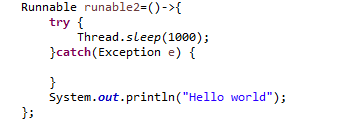 Runnable runable2=()->{
    try {
        Thread.sleep(1000);
    }catch(Exception e) {
    }
    System.out.println("Hello world");
};